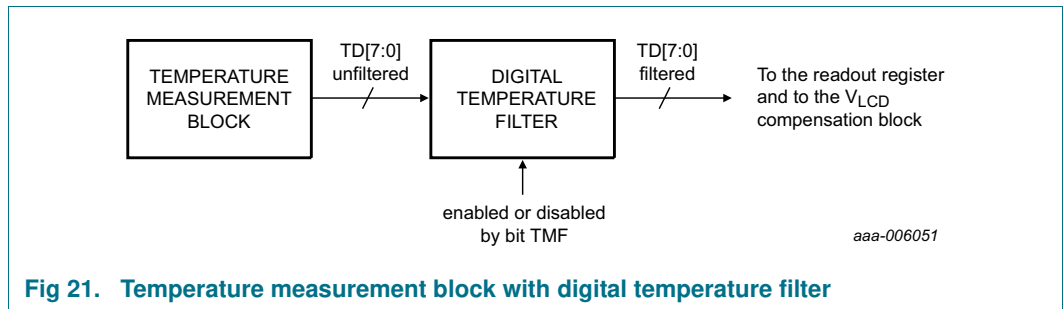 TEMPERATURE
MEASUREMENT
BLOCK
TD[7:0]
unfiltered
DIGITAL
TEMPERATURE
FILTER
TD[7:0]
filtered
To the readout register
and to the VLCD
compensation block
enabled or disabled
by bit TMF
aaa-006051
Fig 21. Temperature measurement block with digital temperature filter